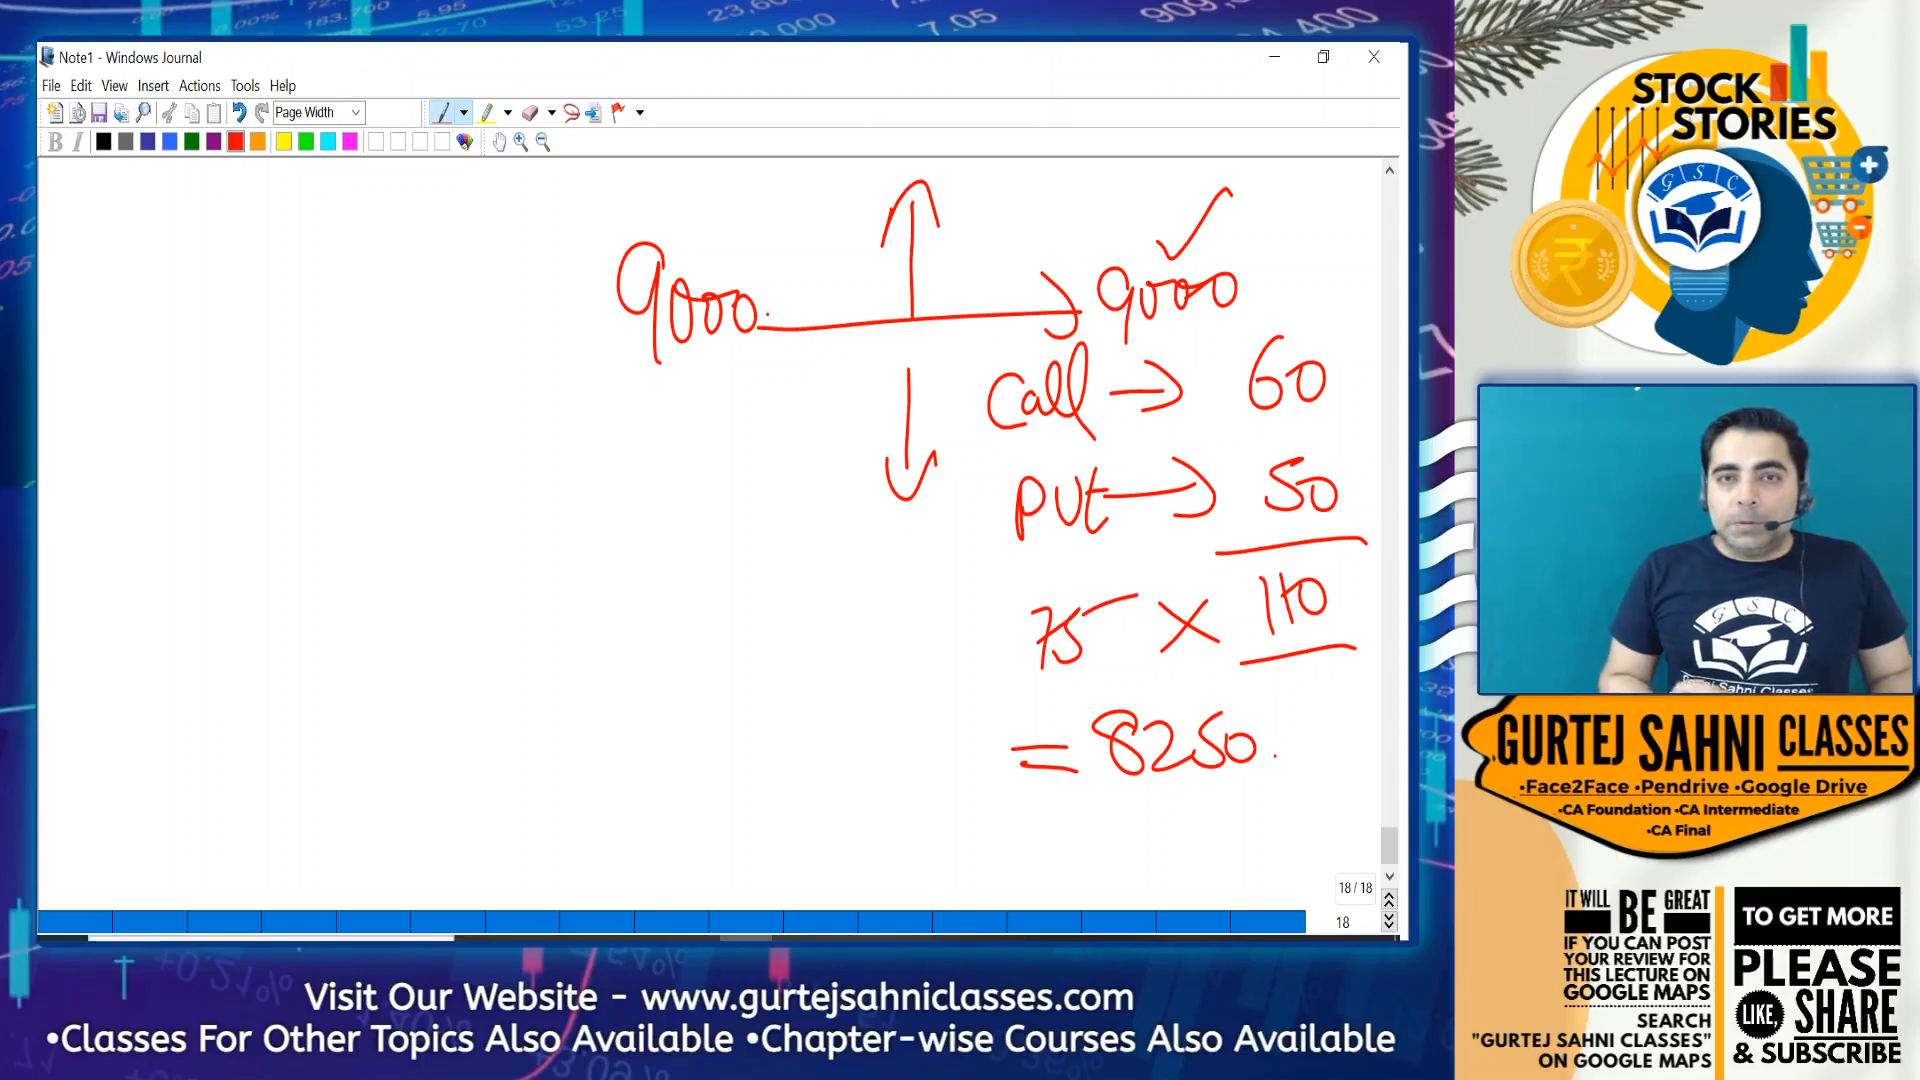 Note1 - Windows Journal
File Edit View Insert Actions Tools Help
Page Width
B I
9000
9000
call → 60
put → 50
110
75 × 110
= 8250.
18 / 18
18
STOCK
STORIES
G S C
G S C
Sahni Classes
GURTEJ SAHNI CLASSES
•Face2Face •Pendrive •Google Drive
•CA Foundation •CA Intermediate
•CA Final
IT WILL BE GREAT
IF YOU CAN POST
YOUR REVIEW FOR
THIS LECTURE ON
GOOGLE MAPS
SEARCH
"GURTEJ SAHNI CLASSES"
ON GOOGLE MAPS
TO GET MORE
PLEASE
LIKE, SHARE
& SUBSCRIBE
Visit Our Website - www.gurtejsahniclasses.com
•Classes For Other Topics Also Available •Chapter-wise Courses Also Available